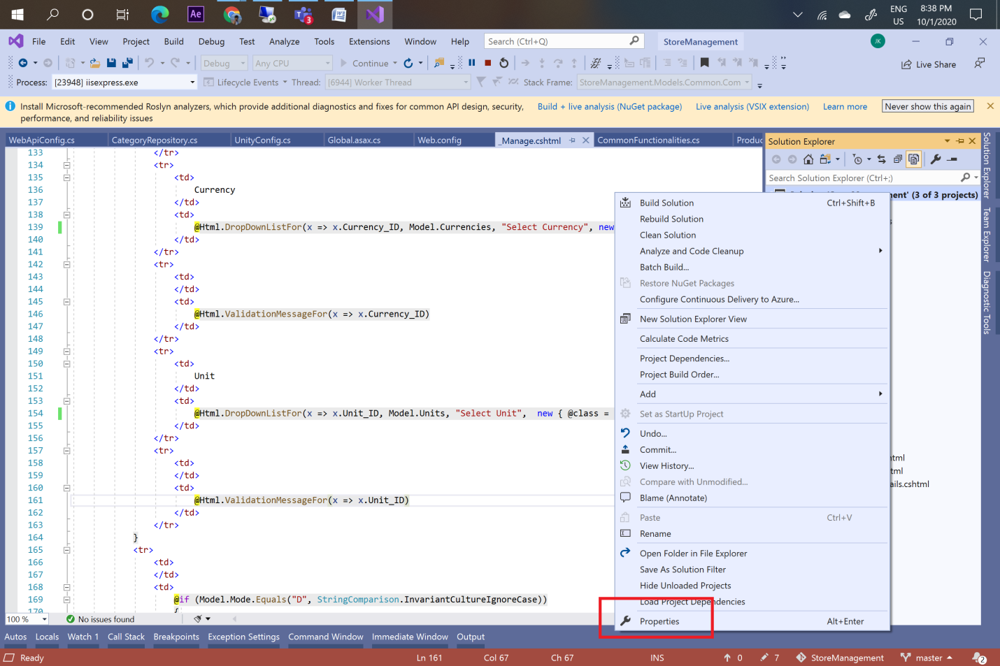 Ae
3
ENG
US
8:38 PM
10/1/2020
File Edit View Project Build Debug Test Analyze Tools Extensions Window Help
Search (Ctrl+Q)
StoreManagement
JK
Debug Any CPU Continue
Live Share
Process: [23948] iisexpress.exe Lifecycle Events Thread: [6944] Worker Thread Stack Frame: StoreManagement.Models.Common.Com
Install Microsoft-recommended Roslyn analyzers, which provide additional diagnostics and fixes for common API design, security,
performance, and reliability issues
Build + live analysis (NuGet package) Live analysis (VSIX extension) Learn more Never show this again
WebApiConfig.cs CategoryRepository.cs UnityConfig.cs Global.asax.cs Web.config _Manage.cshtml CommonFunctionalities.cs Produc
133 </tr>
134 <tr>
135 <td>
136 Currency
137 </td>
138 <td>
139 @Html.DropDownListFor(x => x.Currency_ID, Model.Currencies, "Select Currency", new
140 </td>
141 </tr>
142 <tr>
143 <td>
144 </td>
145 <td>
146 @Html.ValidationMessageFor(x => x.Currency_ID)
147 </td>
148 </tr>
149 <tr>
150 <td>
151 Unit
152 </td>
153 <td>
154 @Html.DropDownListFor(x => x.Unit_ID, Model.Units, "Select Unit",  new { @class =
155 </td>
156 </tr>
157 <tr>
158 <td>
159 </td>
160 <td>
161 @Html.ValidationMessageFor(x => x.Unit_ID)
162 </td>
163 </tr>
164 }
165 <tr>
166 <td>
167 </td>
168 <td>
169 @if (Model.Mode.Equals("D", StringComparison.InvariantCultureIgnoreCase))
170 {
Solution Explorer
Search Solution Explorer (Ctrl+;)
ent' (3 of 3 projects)
s
tml
tml
ails.cshtml
Solution Explorer
Team Explorer
Diagnostic Tools
Build Solution Ctrl+Shift+B
Rebuild Solution
Clean Solution
Analyze and Code Cleanup
Batch Build...
Restore NuGet Packages
Configure Continuous Delivery to Azure...
New Solution Explorer View
Calculate Code Metrics
Project Dependencies...
Project Build Order...
Add
Set as StartUp Project
Undo...
Commit...
View History...
Compare with Unmodified...
Blame (Annotate)
Paste Ctrl+V
Rename
Open Folder in File Explorer
Save As Solution Filter
Hide Unloaded Projects
Load Project Dependencies
Properties Alt+Enter
100 % No issues found
Autos Locals Watch 1 Call Stack Breakpoints Exception Settings Command Window Immediate Window Output
Ready Ln 161 Col 67 Ch 67 INS 0 7 StoreManagement master 2